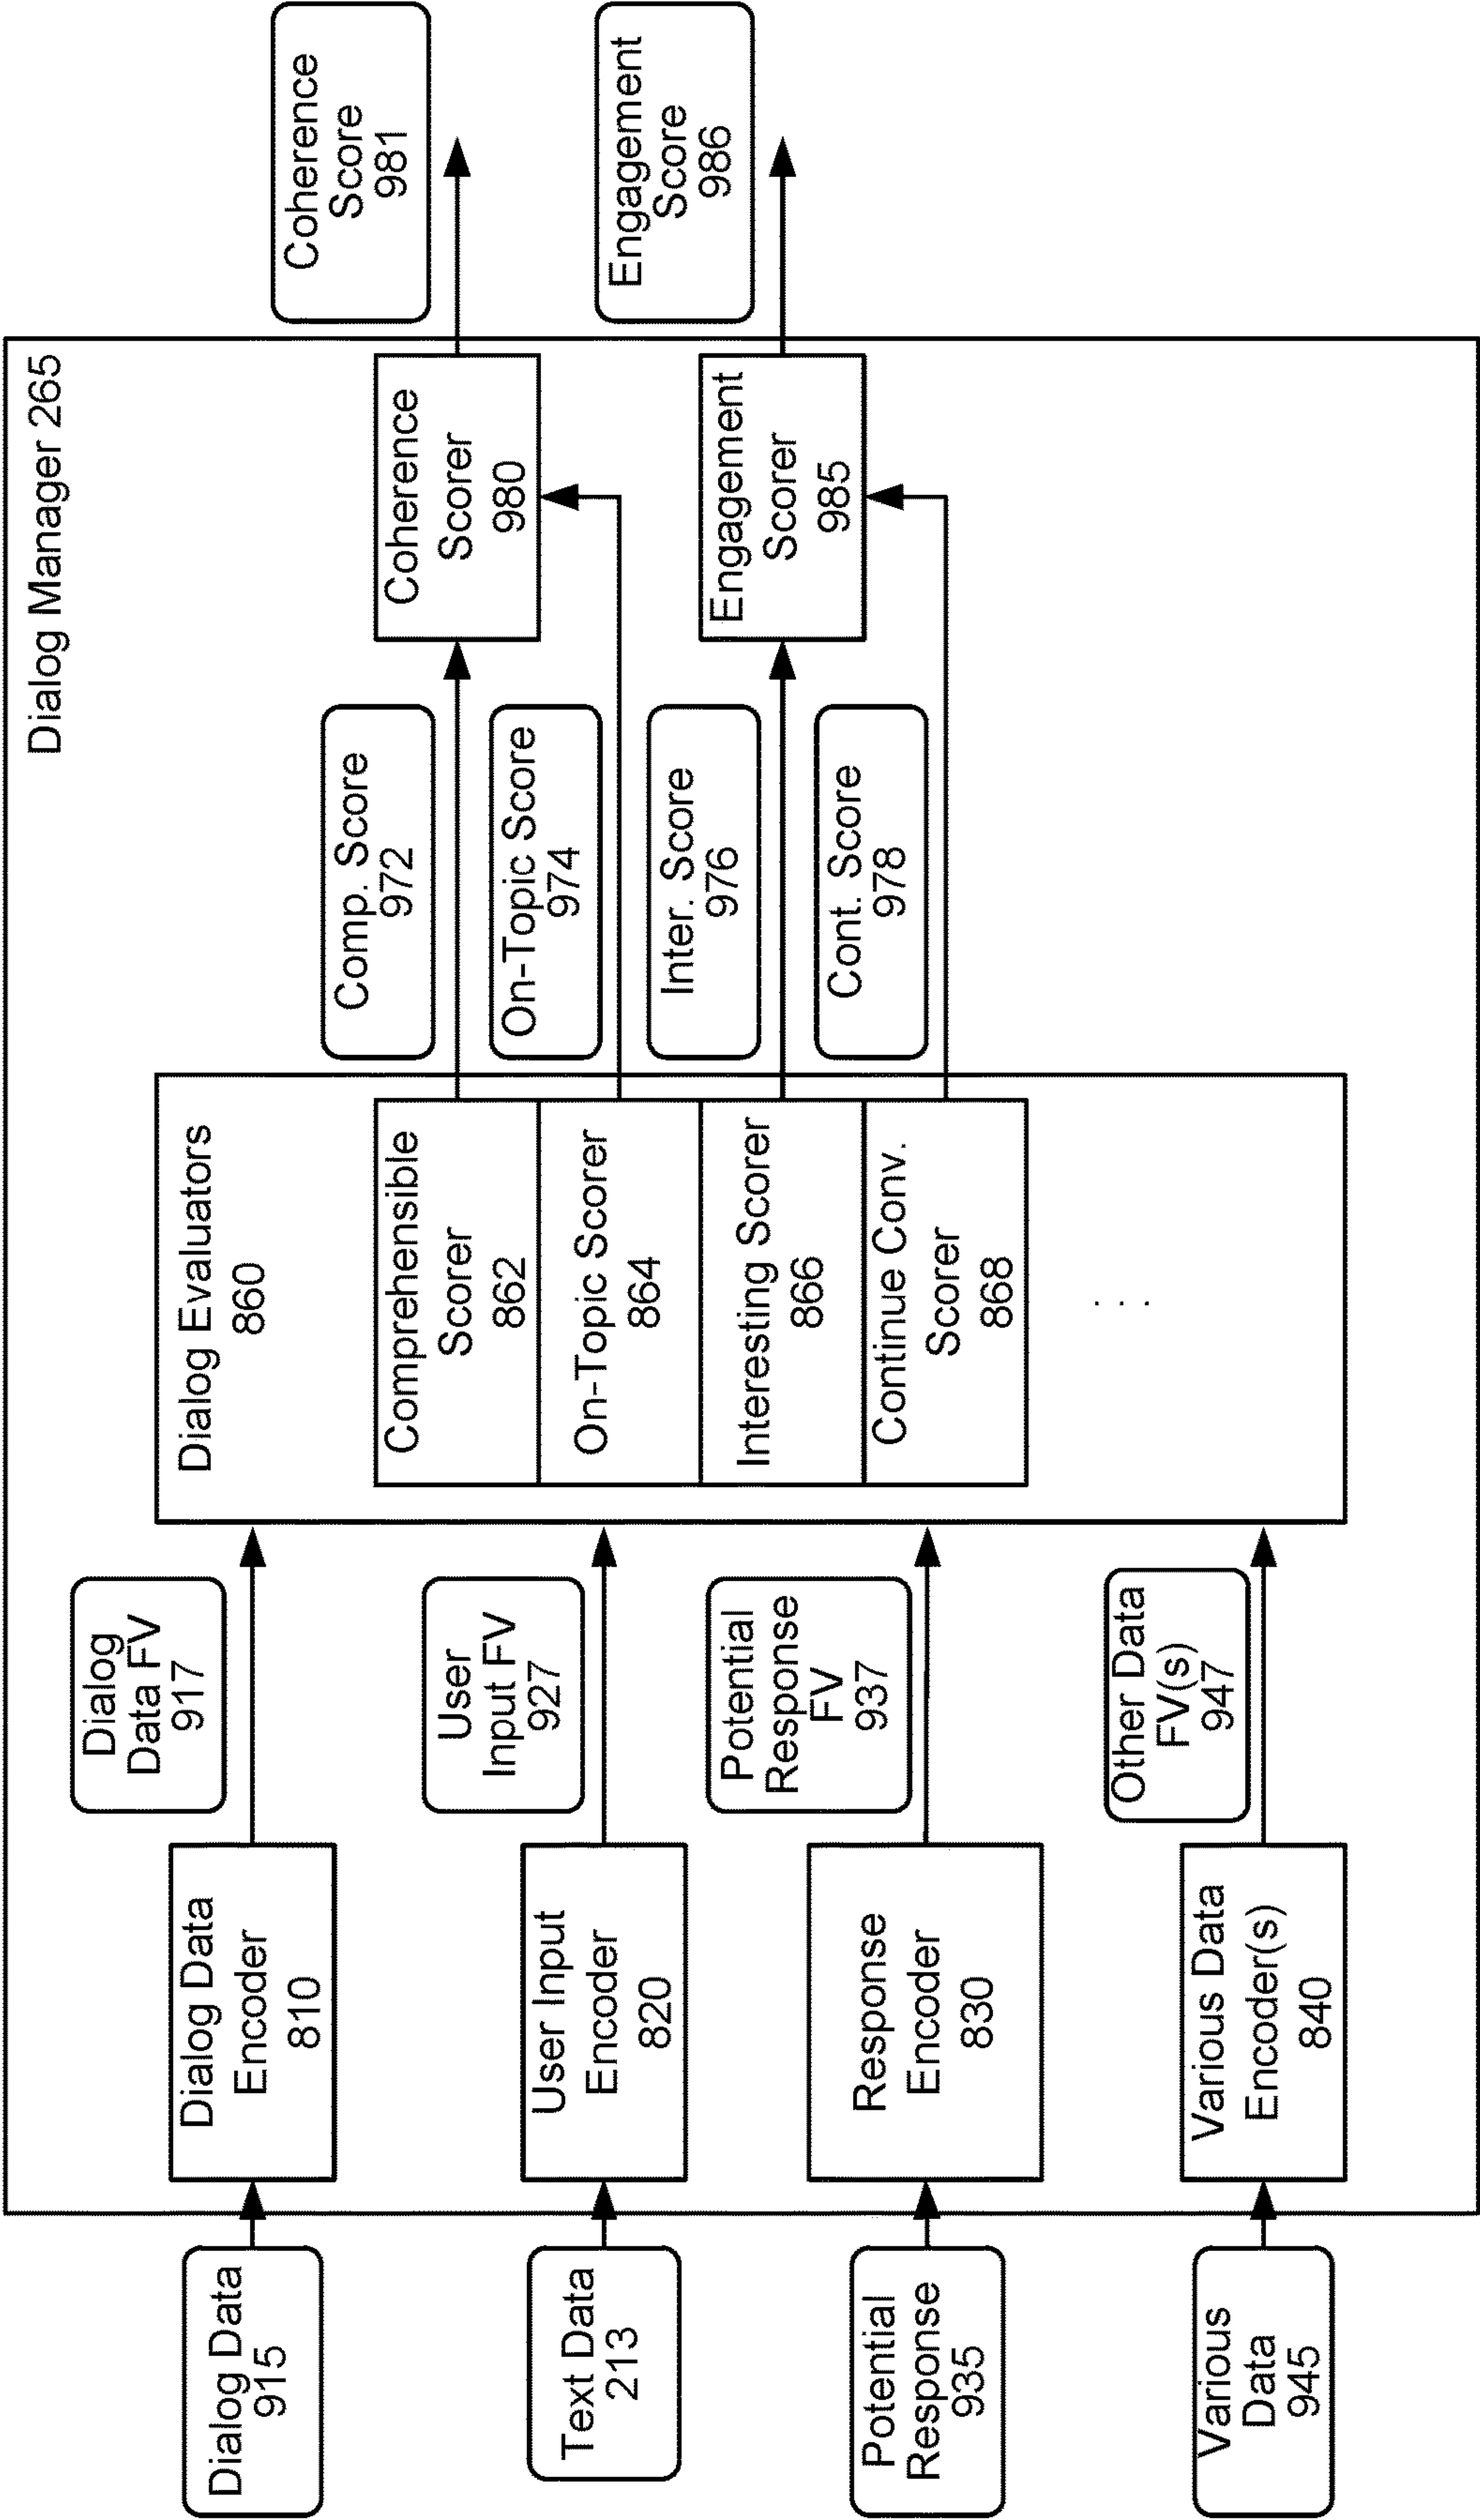 Dialog Manager 265
Dialog Data
915
Text Data
213
Potential
Response
935
Various
Data
945
Dialog Data
Encoder
810
User Input
Encoder
820
Response
Encoder
830
Various Data
Encoder(s)
840
Dialog
Data FV
917
User
Input FV
927
Potential
Response
FV
937
Other Data
FV(s)
947
Dialog Evaluators
860
Comprehensible
Scorer
862
On-Topic Scorer
864
Interesting Scorer
866
Continue Conv.
Scorer
868
. . .
Comp. Score
972
On-Topic Score
974
Inter. Score
976
Cont. Score
978
Coherence
Scorer
980
Engagement
Scorer
985
Coherence
Score
981
Engagement
Score
986